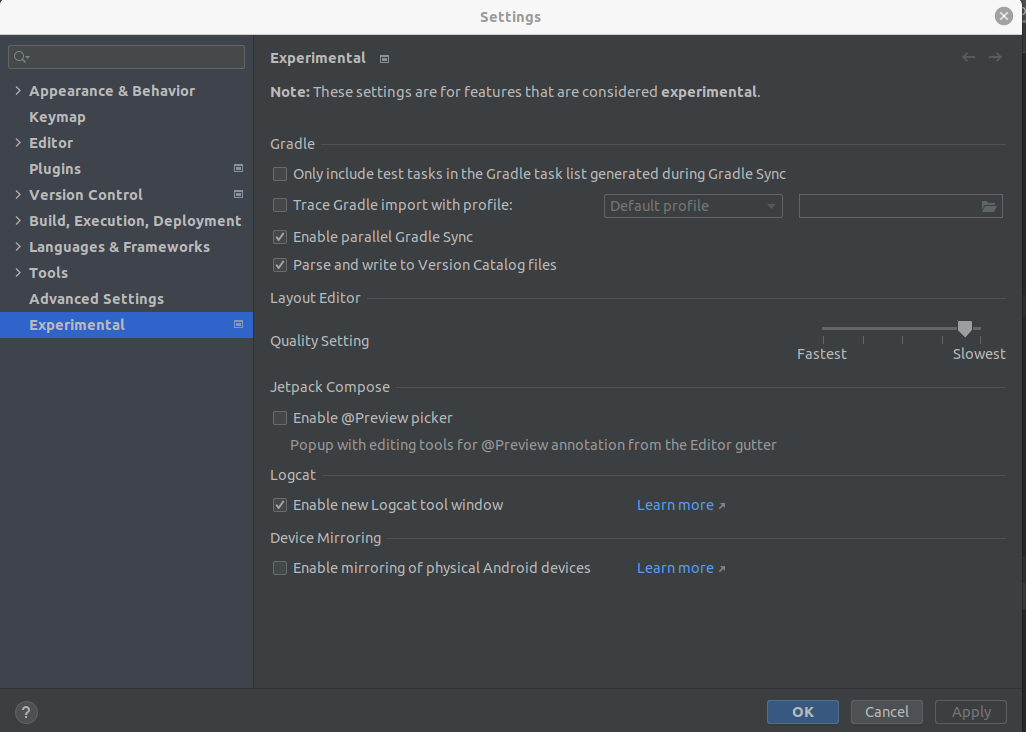 Settings
Appearance & Behavior
Keymap
Editor
Plugins
Version Control
Build, Execution, Deployment
Languages & Frameworks
Tools
Advanced Settings
Experimental
Experimental
Note: These settings are for features that are considered experimental.
Gradle
Only include test tasks in the Gradle task list generated during Gradle Sync
Trace Gradle import with profile: Default profile
Enable parallel Gradle Sync
Parse and write to Version Catalog files
Layout Editor
Quality Setting
Fastest Slowest
Jetpack Compose
Enable @Preview picker
Popup with editing tools for @Preview annotation from the Editor gutter
Logcat
Enable new Logcat tool window Learn more
Device Mirroring
Enable mirroring of physical Android devices Learn more
? OK Cancel Apply